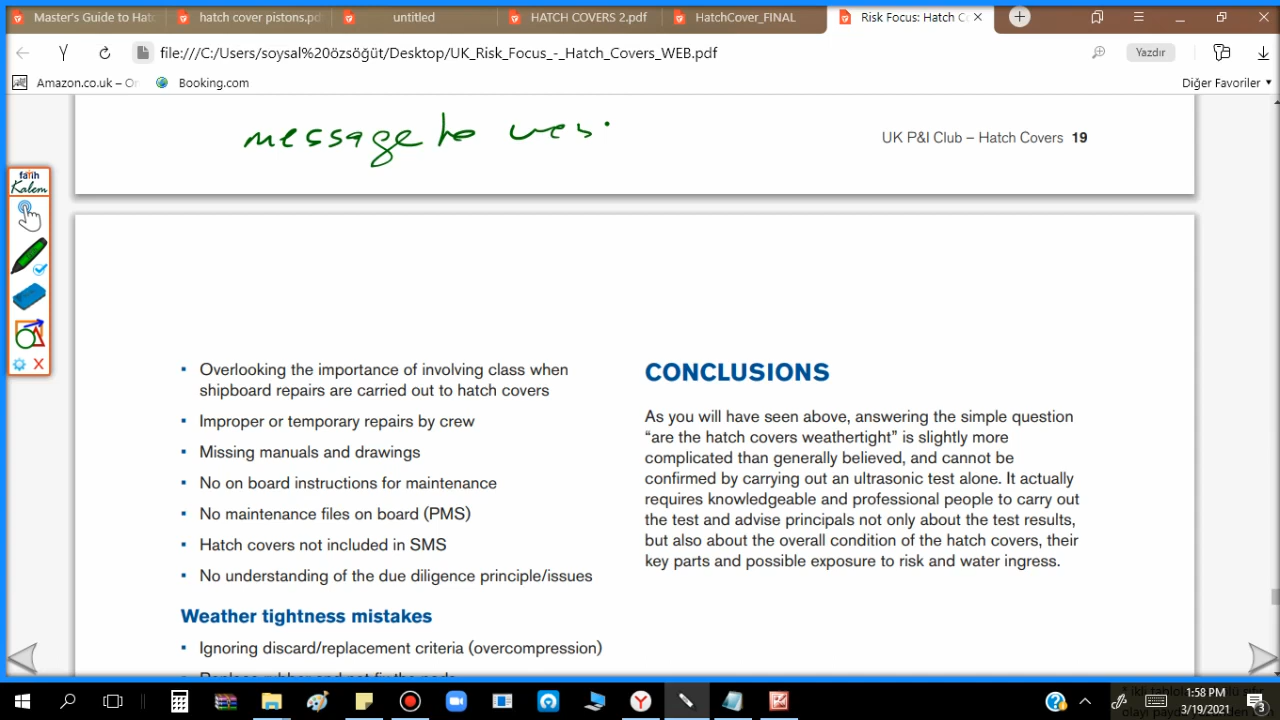 Master's Guide to Hatc
hatch cover pistons.pd
untitled
HATCH COVERS 2.pdf
HatchCover_FINAL
Risk Focus: Hatch C
file:///C:/Users/soysal%20özsöğüt/Desktop/UK_Risk_Focus_-_Hatch_Covers_WEB.pdf
Yazdır
Amazon.co.uk – O
Booking.com
Diğer Favoriler
message to
UK P&I Club – Hatch Covers 19
fatih
Kalem
• Overlooking the importance of involving class when
shipboard repairs are carried out to hatch covers
• Improper or temporary repairs by crew
• Missing manuals and drawings
• No on board instructions for maintenance
• No maintenance files on board (PMS)
• Hatch covers not included in SMS
• No understanding of the due diligence principle/issues
Weather tightness mistakes
• Ignoring discard/replacement criteria (overcompression)
CONCLUSIONS
As you will have seen above, answering the simple question
“are the hatch covers weathertight” is slightly more
complicated than generally believed, and cannot be
confirmed by carrying out an ultrasonic test alone. It actually
requires knowledgeable and professional people to carry out
the test and advise principals not only about the test results,
but also about the overall condition of the hatch covers, their
key parts and possible exposure to risk and water ingress.
1:58 PM
3/19/2021
3